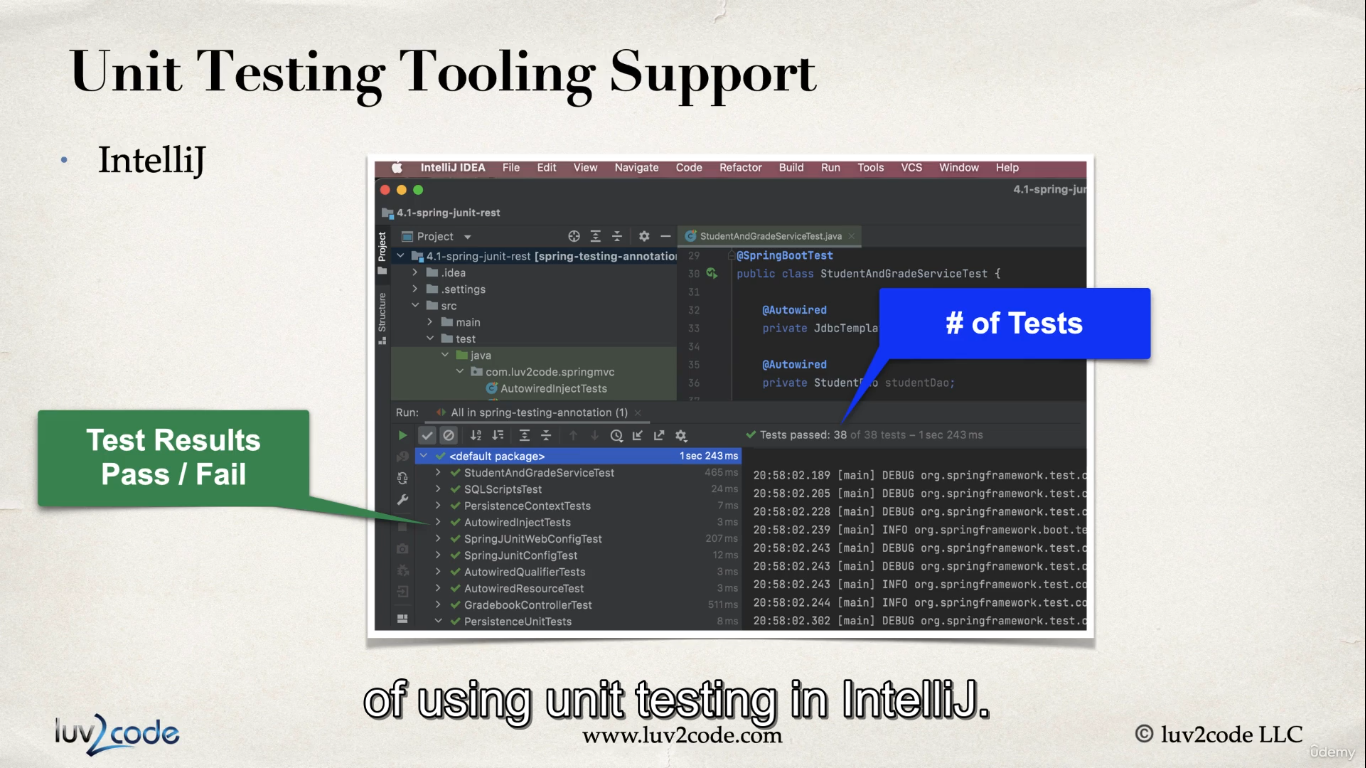 Unit Testing Tooling Support
• IntelliJ
IntelliJ IDEA File Edit View Navigate Code Refactor Build Run Tools VCS Window Help
4.1-spring-jur
4.1-spring-junit-rest
Project
StudentAndGradeServiceTest.java
Project
Structure
4.1-spring-junit-rest [spring-testing-annotation
.idea
.settings
src
main
test
java
com.luv2code.springmvc
AutowiredInjectTests
29 @SpringBootTest
30 public class StudentAndGradeServiceTest {
31
32 @Autowired
33 private JdbcTempla
34
35 @Autowired
36 private StudentDao studentDao;
# of Tests
Test Results
Pass / Fail
Run: All in spring-testing-annotation (1)
Tests passed: 38 of 38 tests – 1 sec 243 ms
<default package> 1 sec 243 ms
StudentAndGradeServiceTest 465 ms
SQLScriptsTest 24 ms
PersistenceContextTests 7 ms
AutowiredInjectTests 3 ms
SpringJUnitWebConfigTest 207 ms
SpringJunitConfigTest 12 ms
AutowiredQualifierTests 3 ms
AutowiredResourceTest 3 ms
GradebookControllerTest 511 ms
PersistenceUnitTests 8 ms
20:58:02.189 [main] DEBUG org.springframework.test.c
20:58:02.205 [main] DEBUG org.springframework.test.c
20:58:02.228 [main] DEBUG org.springframework.test.c
20:58:02.239 [main] INFO org.springframework.boot.te
20:58:02.243 [main] DEBUG org.springframework.test.c
20:58:02.243 [main] DEBUG org.springframework.test.c
20:58:02.243 [main] INFO org.springframework.test.co
20:58:02.244 [main] INFO org.springframework.test.co
20:58:02.302 [main] DEBUG org.springframework.test.c
of using unit testing in IntelliJ.
luv2code
www.luv2code.com
© luv2code LLC
ûdemy